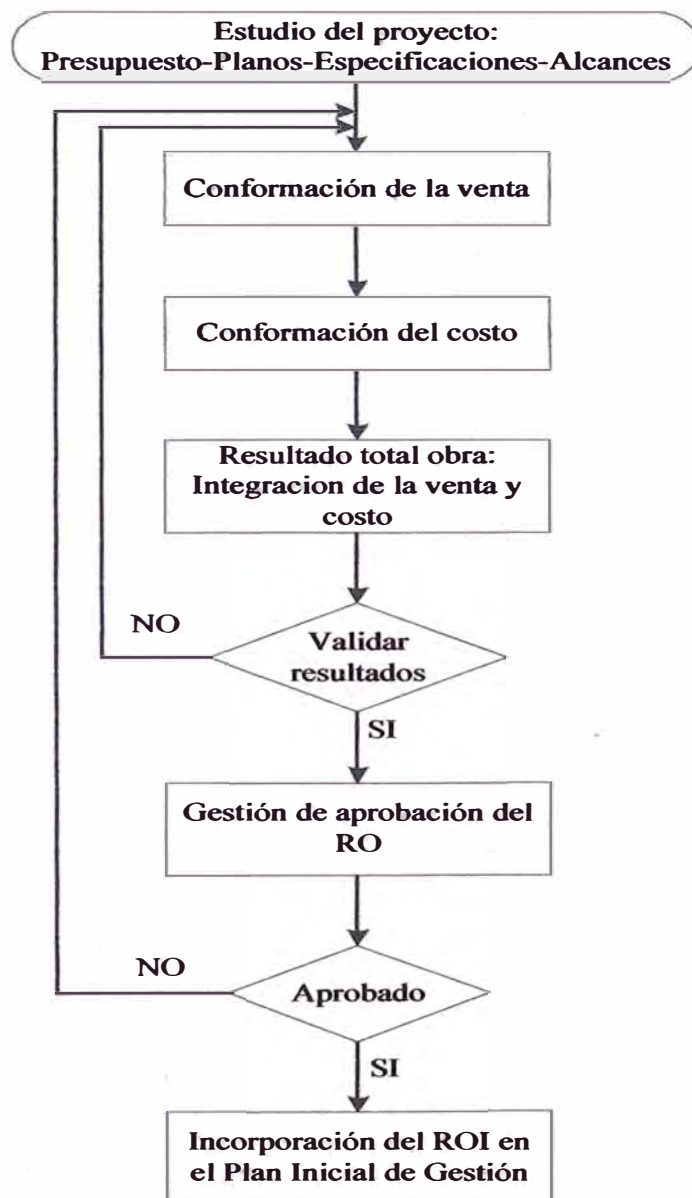 Estudio del proyecto:
Presupuesto-Planos-Especificaciones-Alcances
Conformación de la venta
Conformación del costo
Resultado total obra:
Integracion de la venta y
costo
NO
Validar
resultados
SI
Gestión de aprobación del
RO
NO
Aprobado
SI
Incorporación del ROI en
el Plan Inicial de Gestión